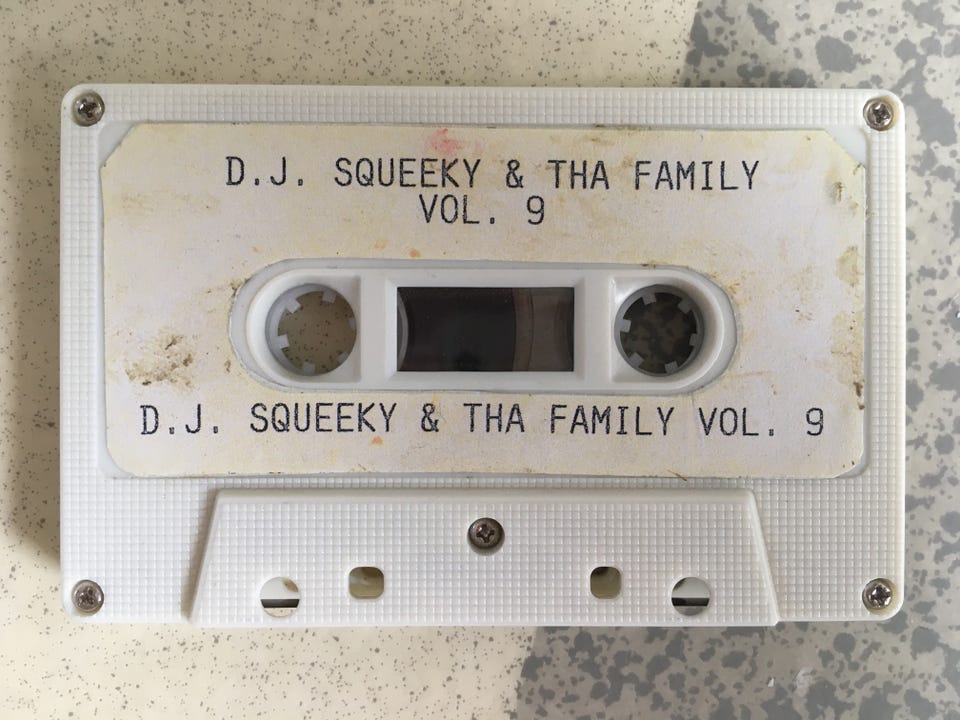 D.J. SQUEEKY & THA FAMILY
VOL. 9
D.J. SQUEEKY & THA FAMILY VOL. 9